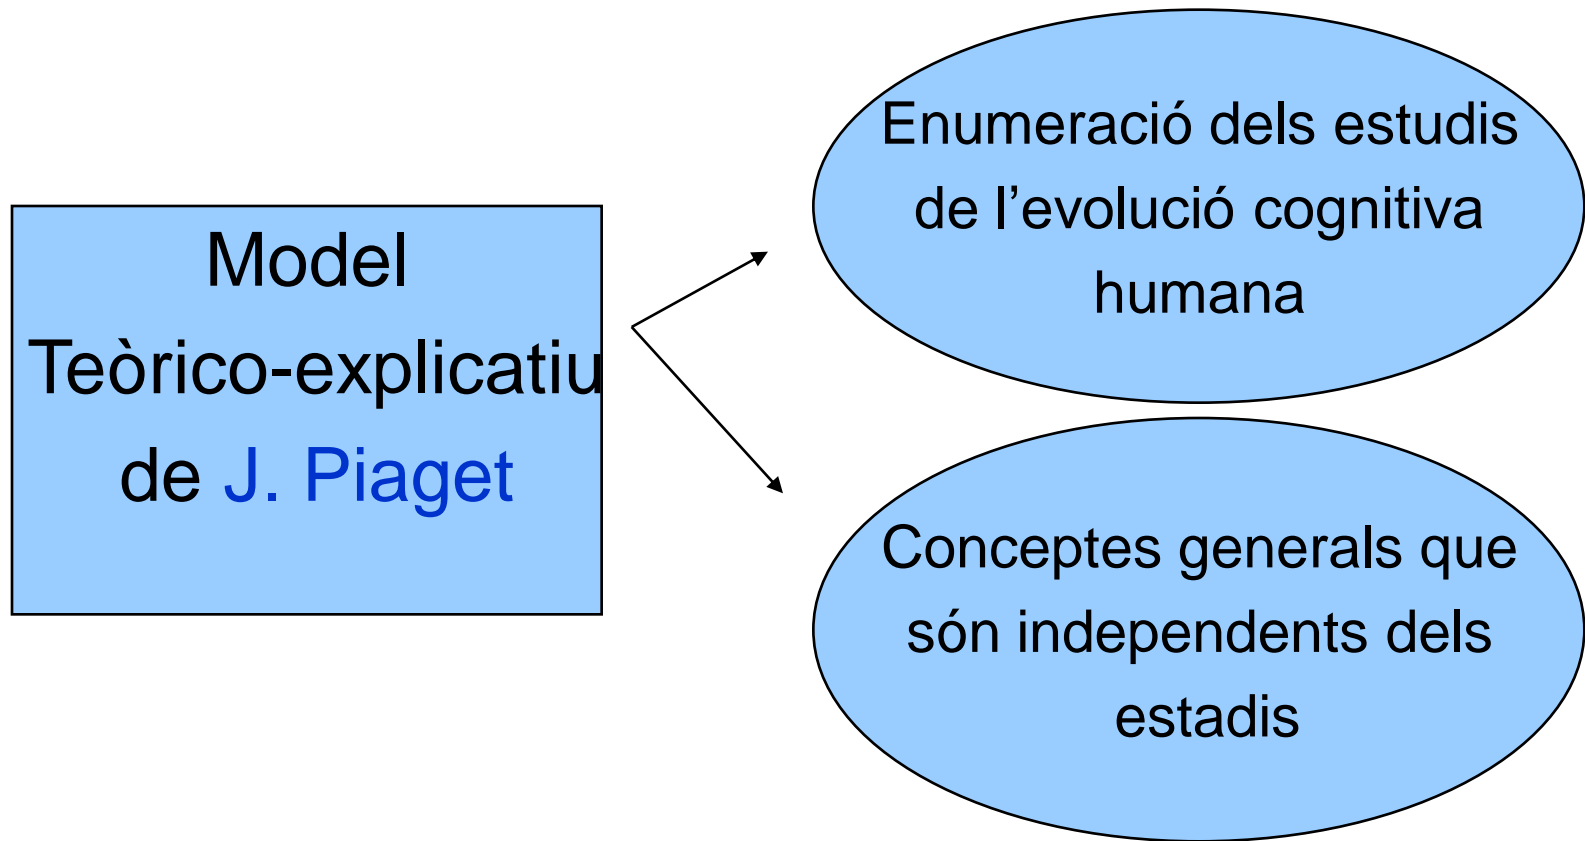 Model
Teòrico-explicatiu
de J. Piaget
Enumeració dels estudis
de l’evolució cognitiva
humana
Conceptes generals que
són independents dels
estadis